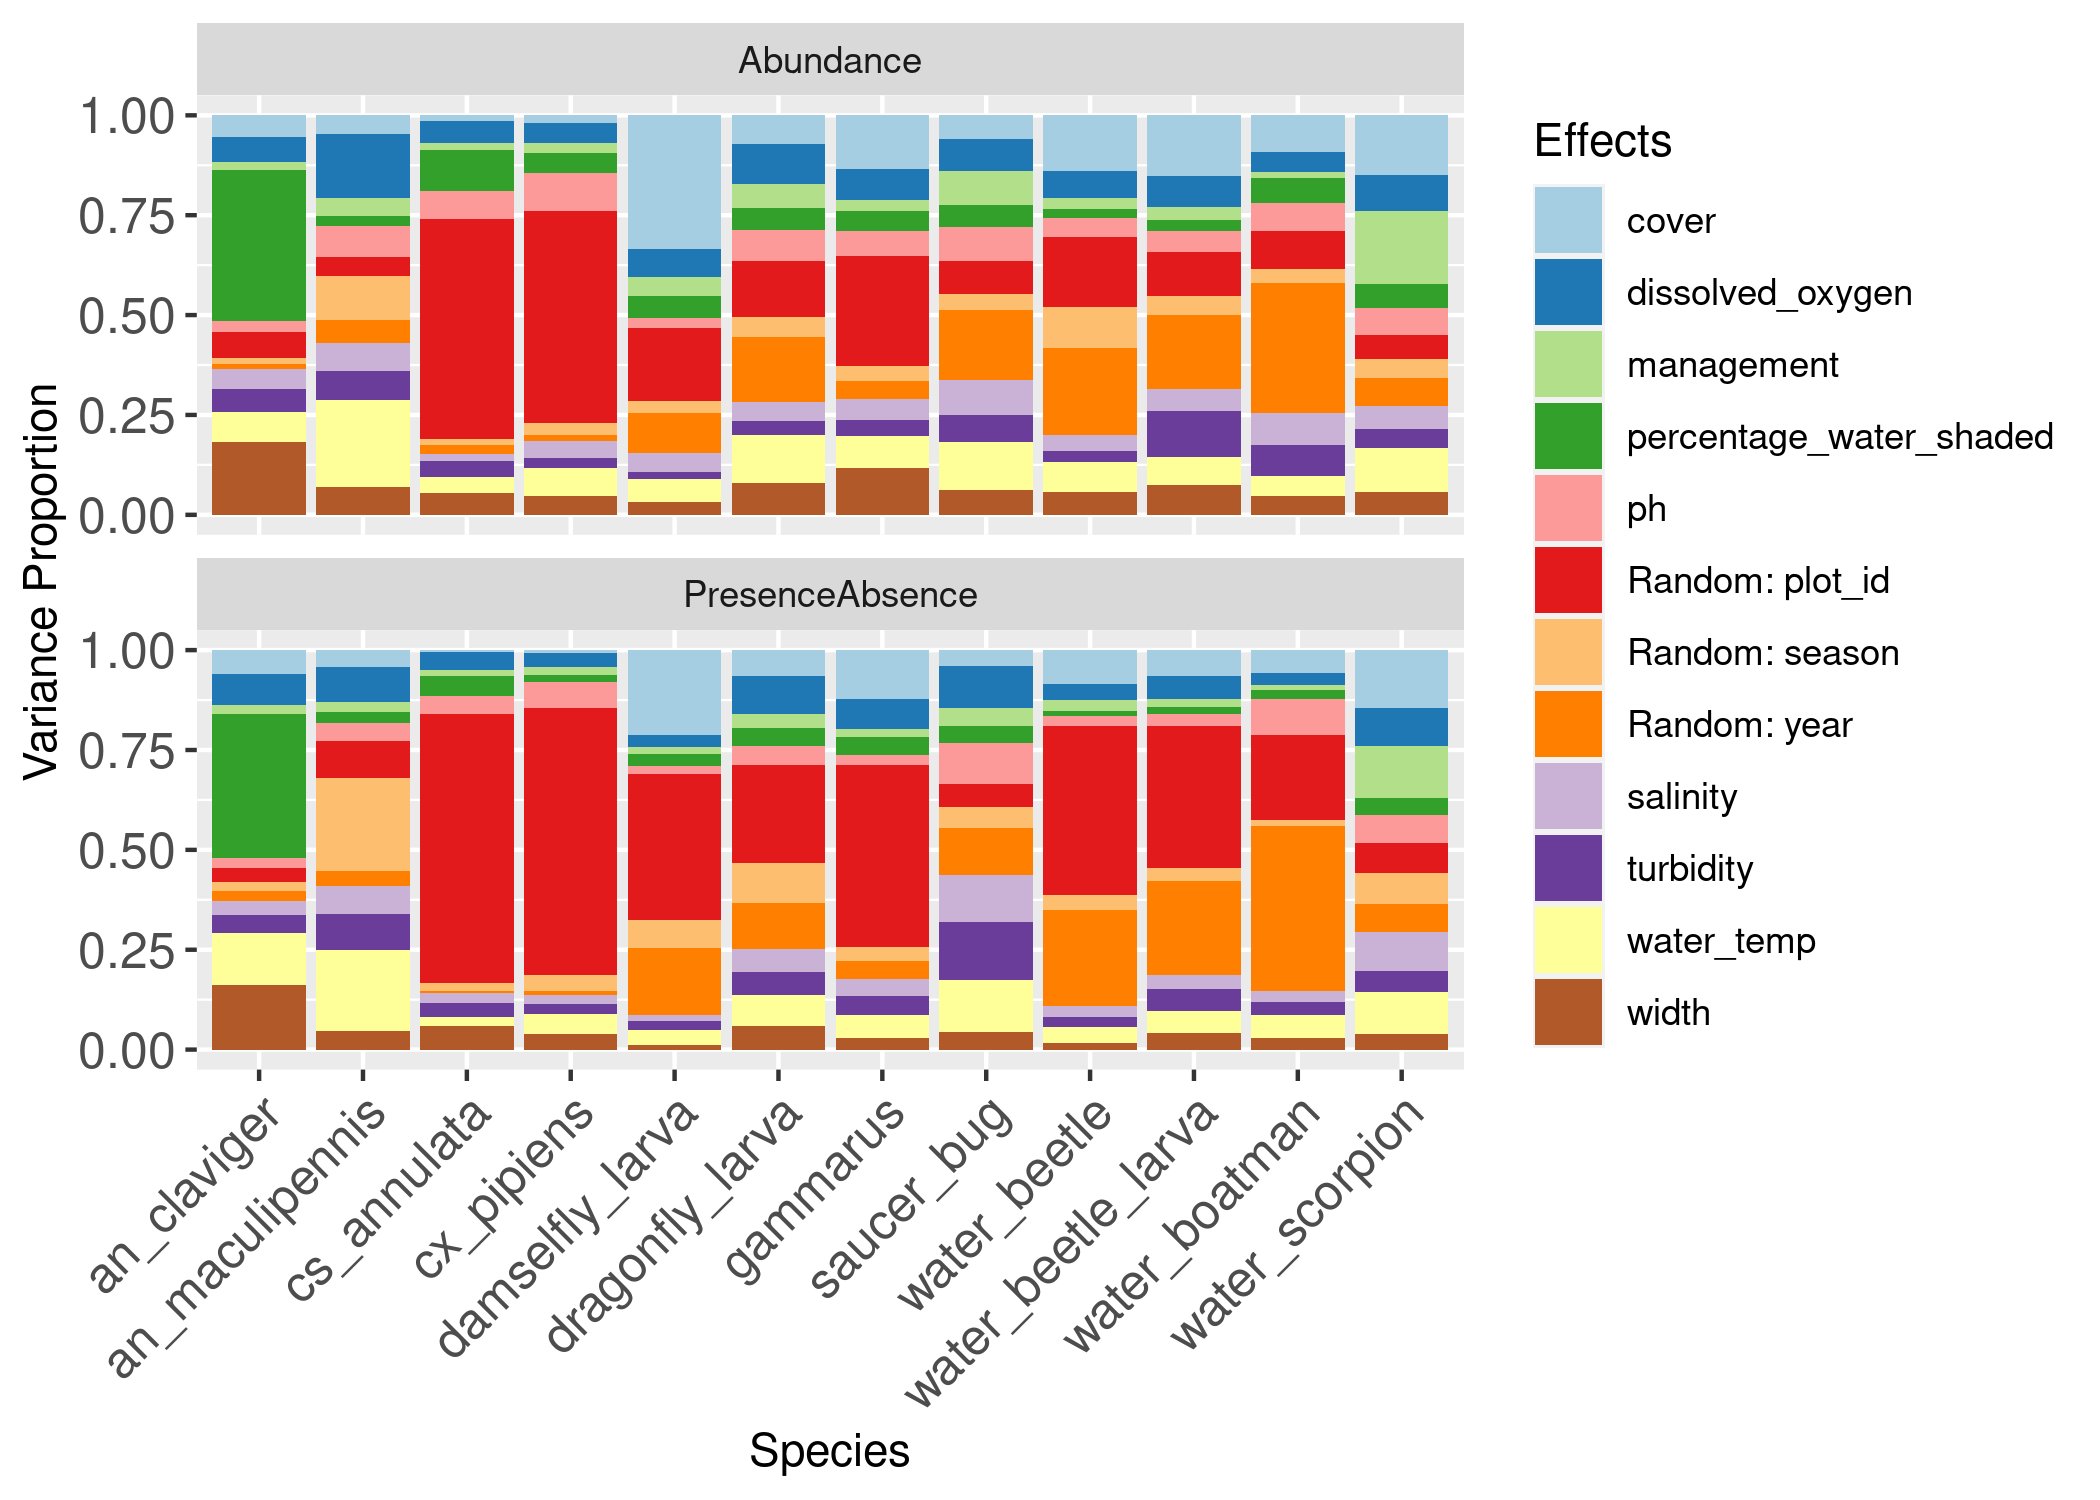 Abundance
1.00
0.75
0.50
0.25
0.00
PresenceAbsence
1.00
0.75
0.50
0.25
0.00
Variance Proportion
an_claviger
an_maculipennis
cs_annulata
cx_pipiens
damselfly_larva
dragonfly_larva
gammarus
saucer_bug
water_beetle
water_beetle_larva
water_boatman
water_scorpion
Species
Effects
cover
dissolved_oxygen
management
percentage_water_shaded
ph
Random: plot_id
Random: season
Random: year
salinity
turbidity
water_temp
width